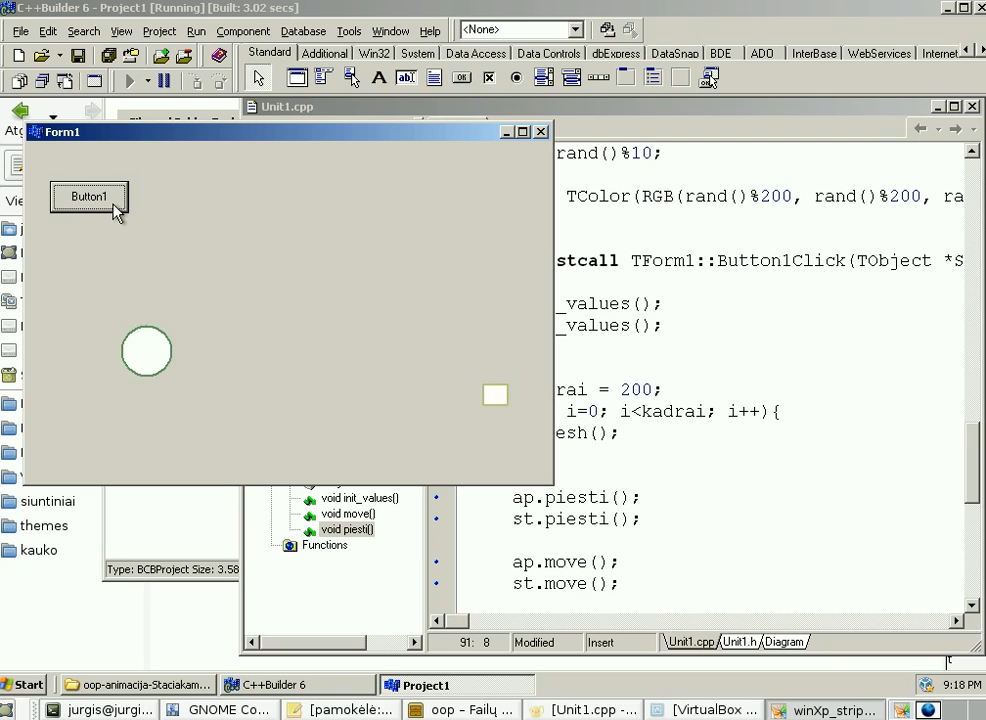 C++Builder 6 - Project1 [Running] [Built: 3.02 secs]
File Edit Search View Project Run Component Database Tools Window Help
<None>
Standard Additional Win32 System Data Access Data Controls dbExpress DataSnap BDE ADO InterBase WebServices Internet
Unit1.cpp
Form1
Button1
rand()%10;
TColor(RGB(rand()%200, rand()%200, ra
stcall TForm1::Button1Click(TObject *S
_values();
_values();
rai = 200;
i=0; i<kadrai; i++){
esh();
ap.piesti();
st.piesti();
ap.move();
st.move();
void init_values()
void move()
void piesti()
Functions
siuntiniai
themes
kauko
Type: BCBProject Size: 3.58
91: 8 Modified Insert Unit1.cpp Unit1.h Diagram
Start oop-animacija-Staciakam... C++Builder 6 Project1 9:18 PM
jurgis@jurgi... GNOME Co... [pamokėlė:... oop – Failų ... [Unit1.cpp -... [VirtualBox ... winXp_strip...